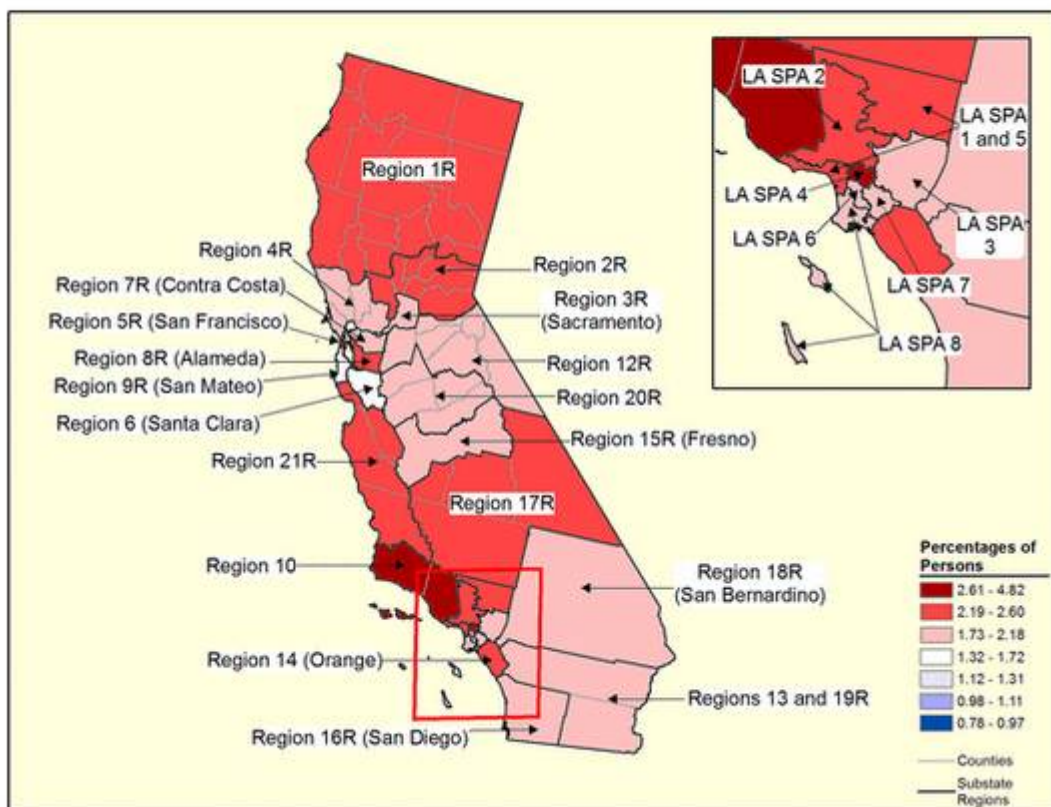 Region 1R
Region 4R
Region 2R
Region 7R (Contra Costa)
Region 3R
(Sacramento)
Region 5R (San Francisco)
Region 8R (Alameda)
Region 12R
Region 9R (San Mateo)
Region 20R
Region 6 (Santa Clara)
Region 15R (Fresno)
Region 21R
Region 17R
Region 10
Region 18R
(San Bernardino)
Region 14 (Orange)
Regions 13 and 19R
Region 16R (San Diego)
LA SPA 2
LA SPA
1 and 5
LA SPA 4
LA SPA 6
LA SPA
3
LA SPA 7
LA SPA 8
Percentages of
Persons
2.61 - 4.82
2.19 - 2.60
1.73 - 2.18
1.32 - 1.72
1.12 - 1.31
0.98 - 1.11
0.78 - 0.97
Counties
Substate
Regions